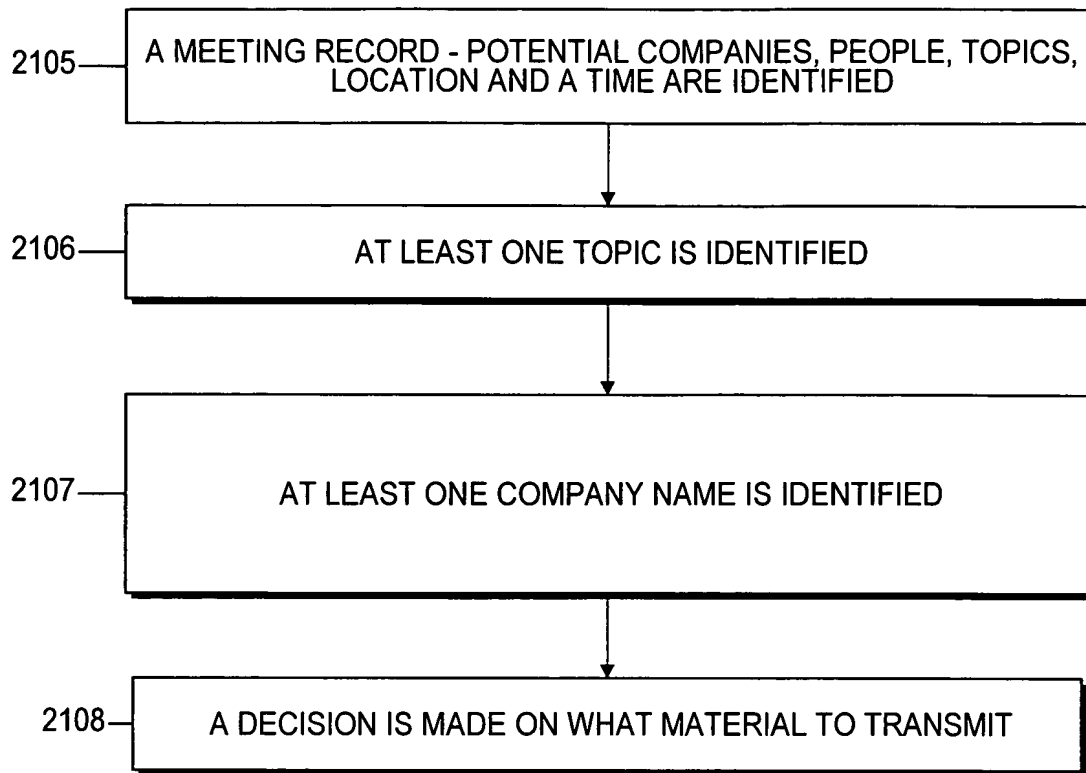 2105
A MEETING RECORD - POTENTIAL COMPANIES, PEOPLE, TOPICS,
LOCATION AND A TIME ARE IDENTIFIED
2106
AT LEAST ONE TOPIC IS IDENTIFIED
2107
AT LEAST ONE COMPANY NAME IS IDENTIFIED
2108
A DECISION IS MADE ON WHAT MATERIAL TO TRANSMIT